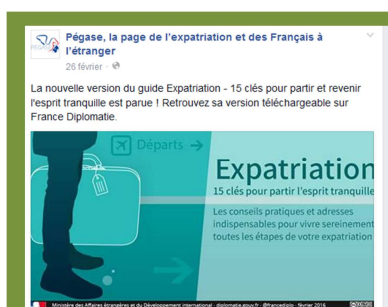 PÉGASE
Pégase, la page de l'expatriation et des Français à
l'étranger
26 février
La nouvelle version du guide Expatriation - 15 clés pour partir et revenir
l'esprit tranquille est parue ! Retrouvez sa version téléchargeable sur
France Diplomatie.
Départs
Expatriation
15 clés pour partir l'esprit tranquille
Les conseils pratiques et adresses
indispensables pour vivre sereinement
toutes les étapes de votre expatriation
Ministère des Affaires étrangères et du Développement international - diplomatie.gouv.fr - @francediplo - février 2016